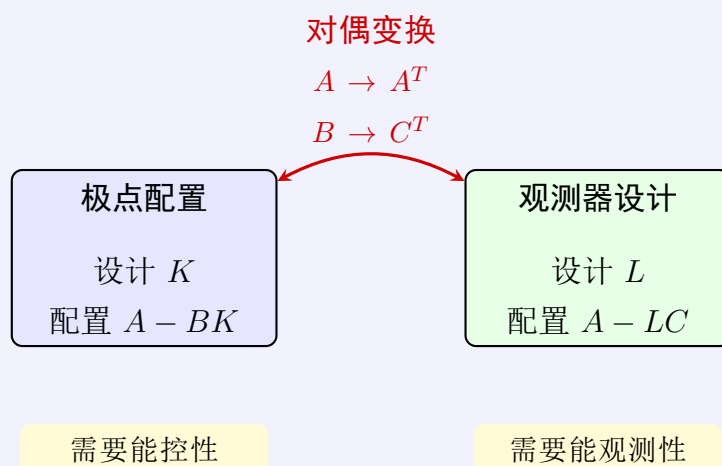 对偶变换
A → A^T
B → C^T
极点配置
设计 K
配置 A − BK
观测器设计
设计 L
配置 A − LC
需要能控性
需要能观测性